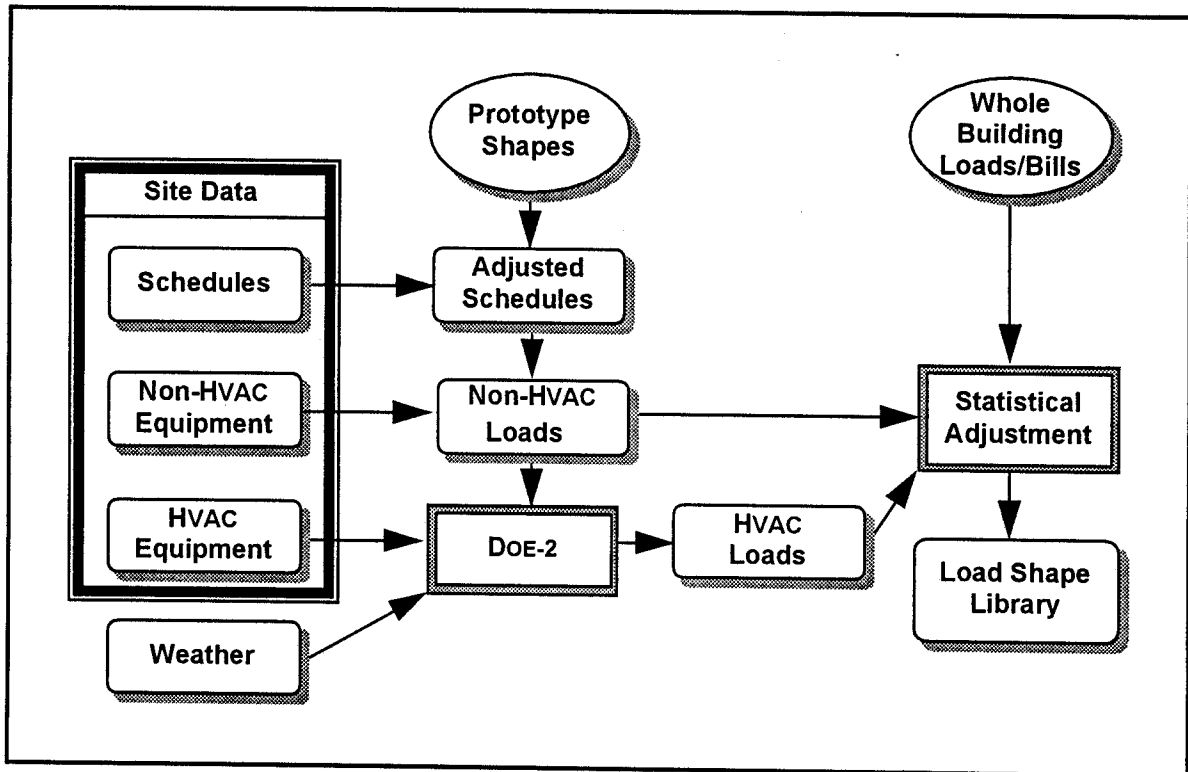 Prototype
Shapes
Whole
Building
Loads/Bills
Site Data
Schedules
Adjusted
Schedules
Non-HVAC
Equipment
Non-HVAC
Loads
Statistical
Adjustment
HVAC
Equipment
DOE-2
HVAC
Loads
Load Shape
Library
Weather